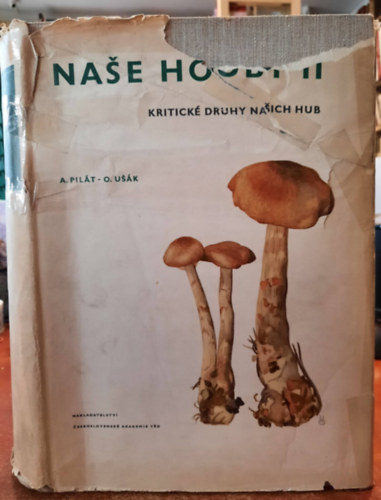 NAŠE HOUBY II
KRITICKÉ DRUHY NAŠICH HUB
A. PILÁT - O. UŠÁK
NAKLADATELSTVÍ
ČESKOSLOVENSKÉ AKADEMIE VĚD